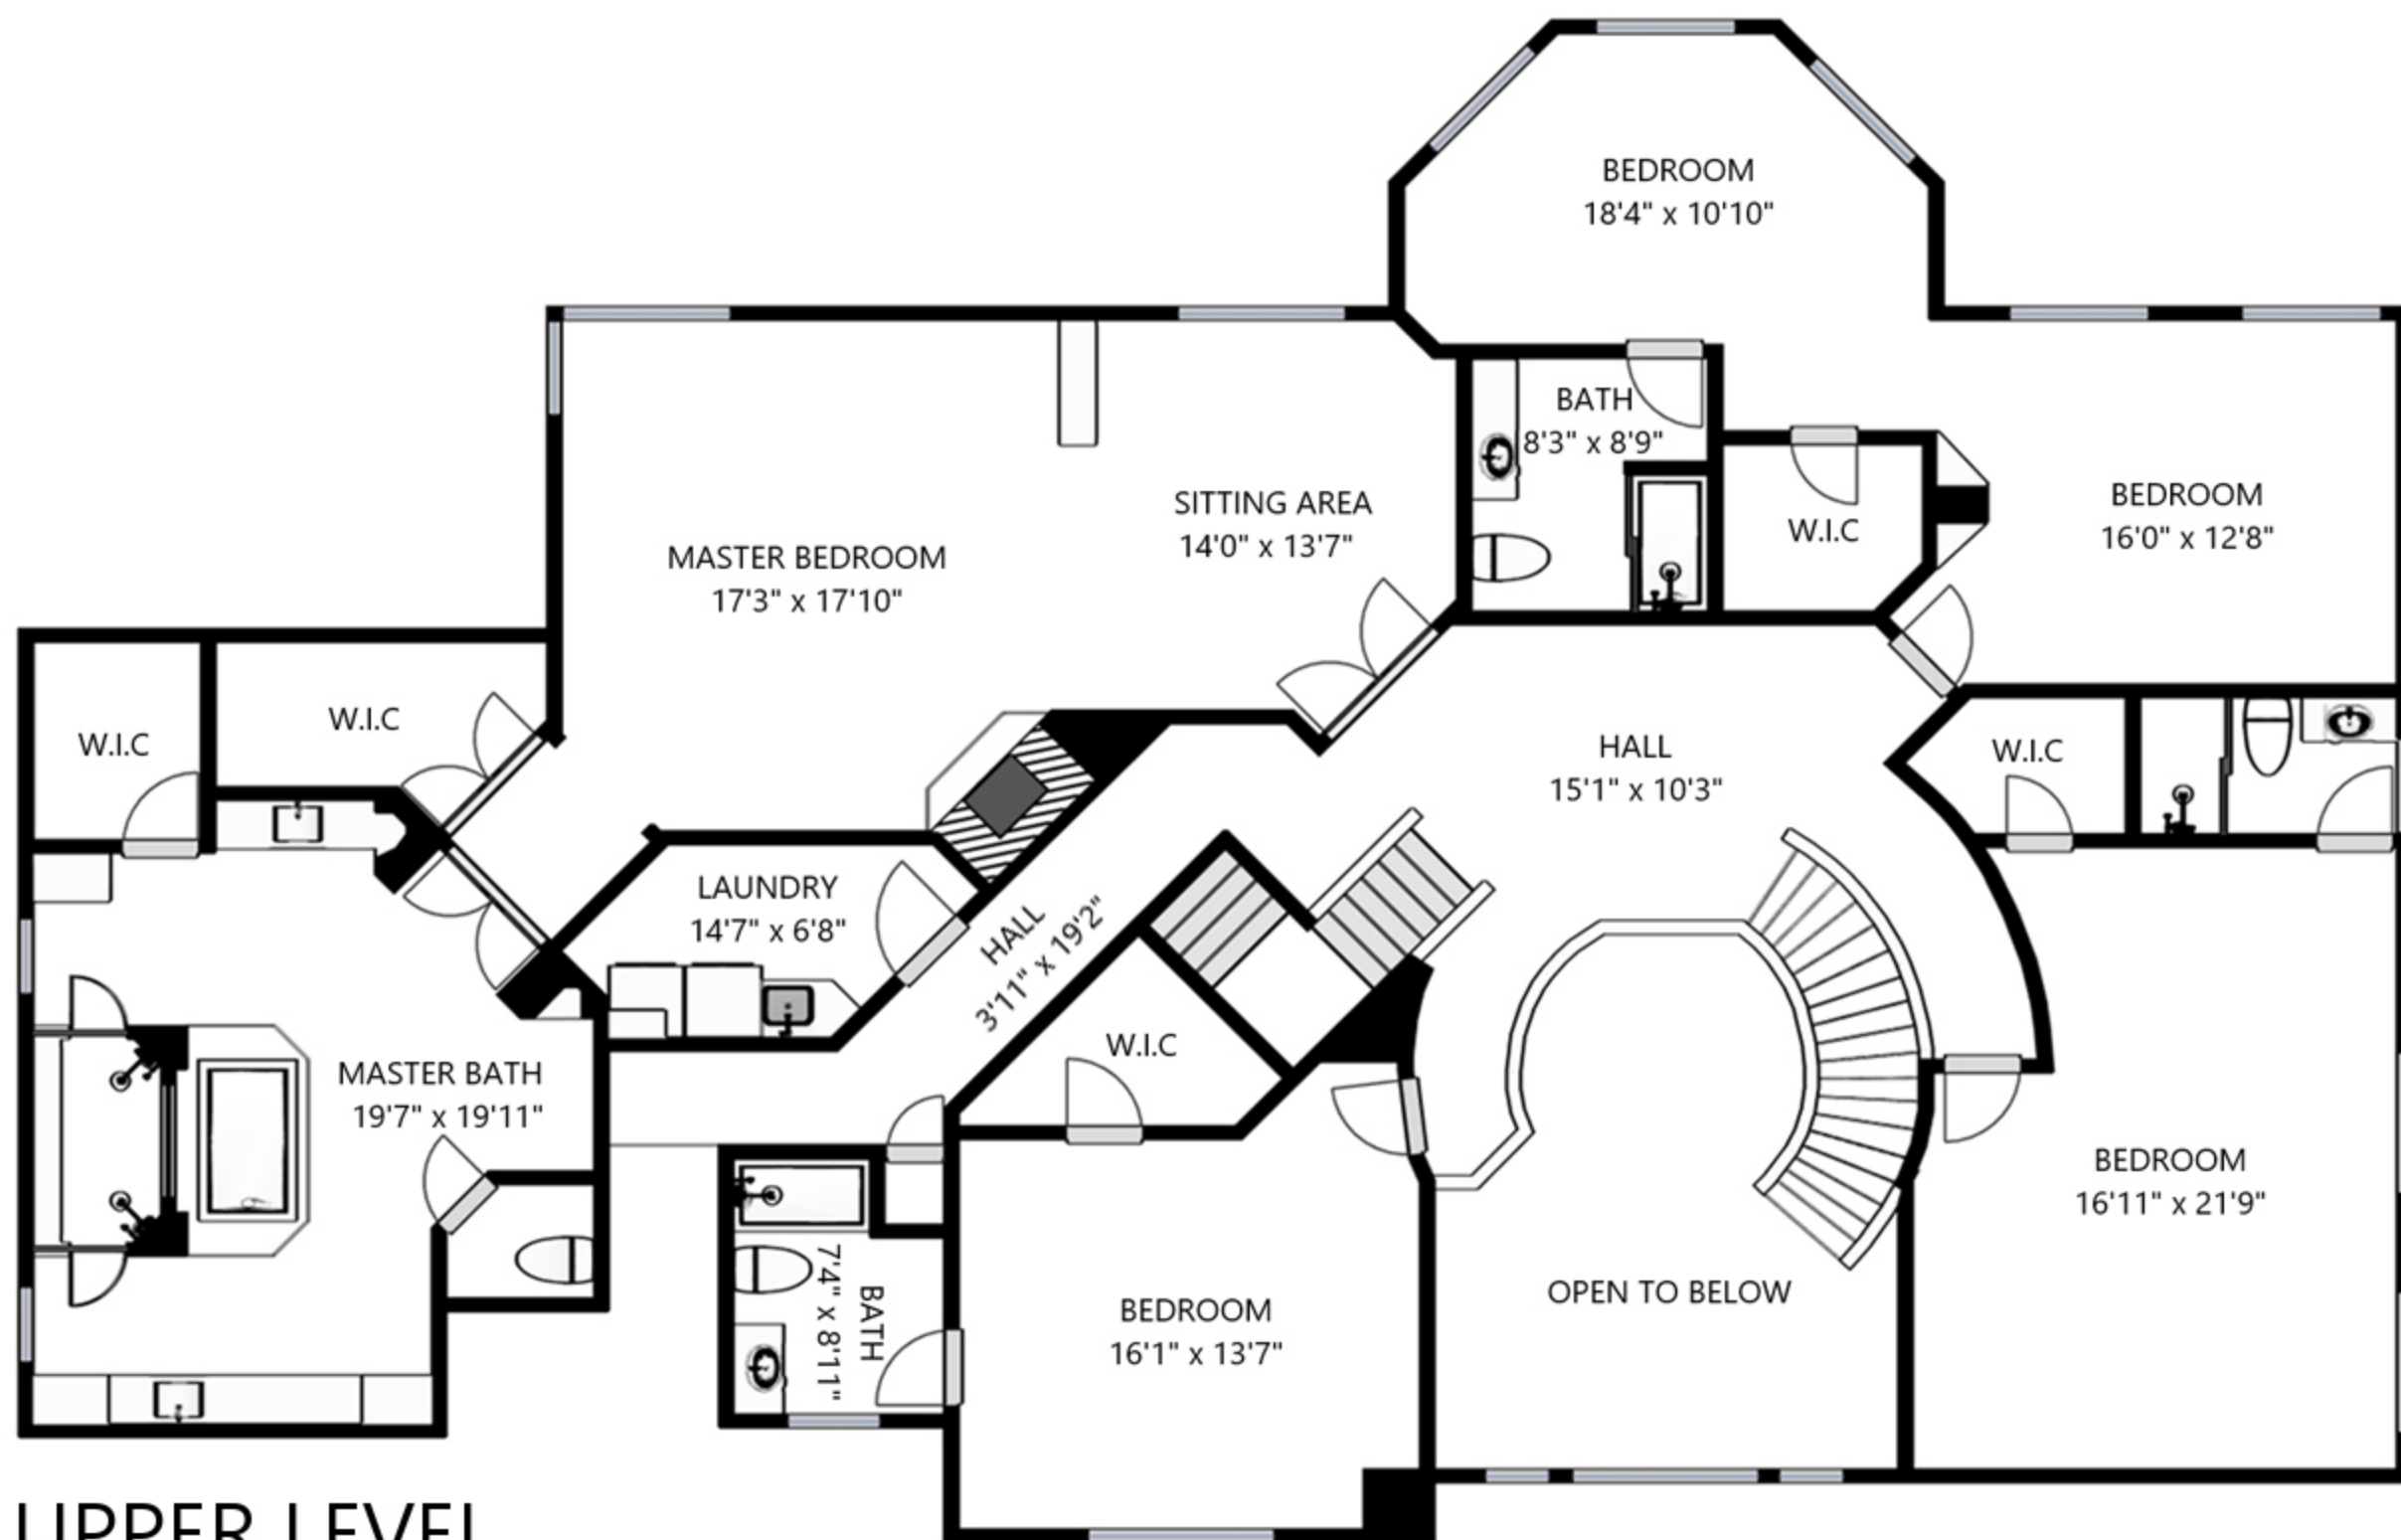 BEDROOM
18'4" x 10'10"
BATH
8'3" x 8'9"
W.I.C
BEDROOM
16'0" x 12'8"
SITTING AREA
14'0" x 13'7"
MASTER BEDROOM
17'3" x 17'10"
W.I.C
W.I.C
HALL
15'1" x 10'3"
W.I.C
LAUNDRY
14'7" x 6'8"
HALL
3'11" x 19'2"
W.I.C
MASTER BATH
19'7" x 19'11"
BEDROOM
16'11" x 21'9"
BATH
7'4" x 8'11"
BEDROOM
16'1" x 13'7"
OPEN TO BELOW
UPPER LEVEL